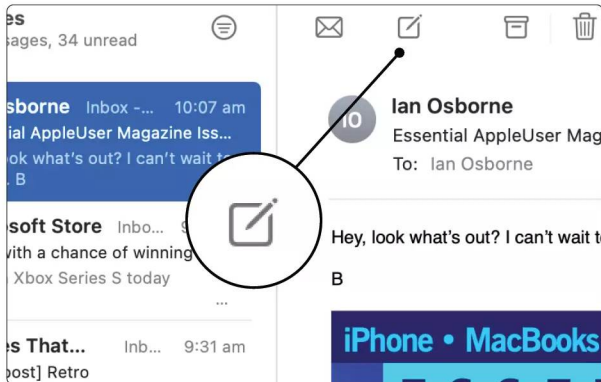 es
sages, 34 unread
sborne Inbox -... 10:07 am
ial AppleUser Magazine Iss...
ook what's out? I can't wait to
. B
soft Store Inbo...
with a chance of winning
Xbox Series S today
...
s That... Inb... 9:31 am
post] Retro
IO
Ian Osborne
Essential AppleUser Mag
To: Ian Osborne
Hey, look what's out? I can't wait t
B
iPhone • MacBooks